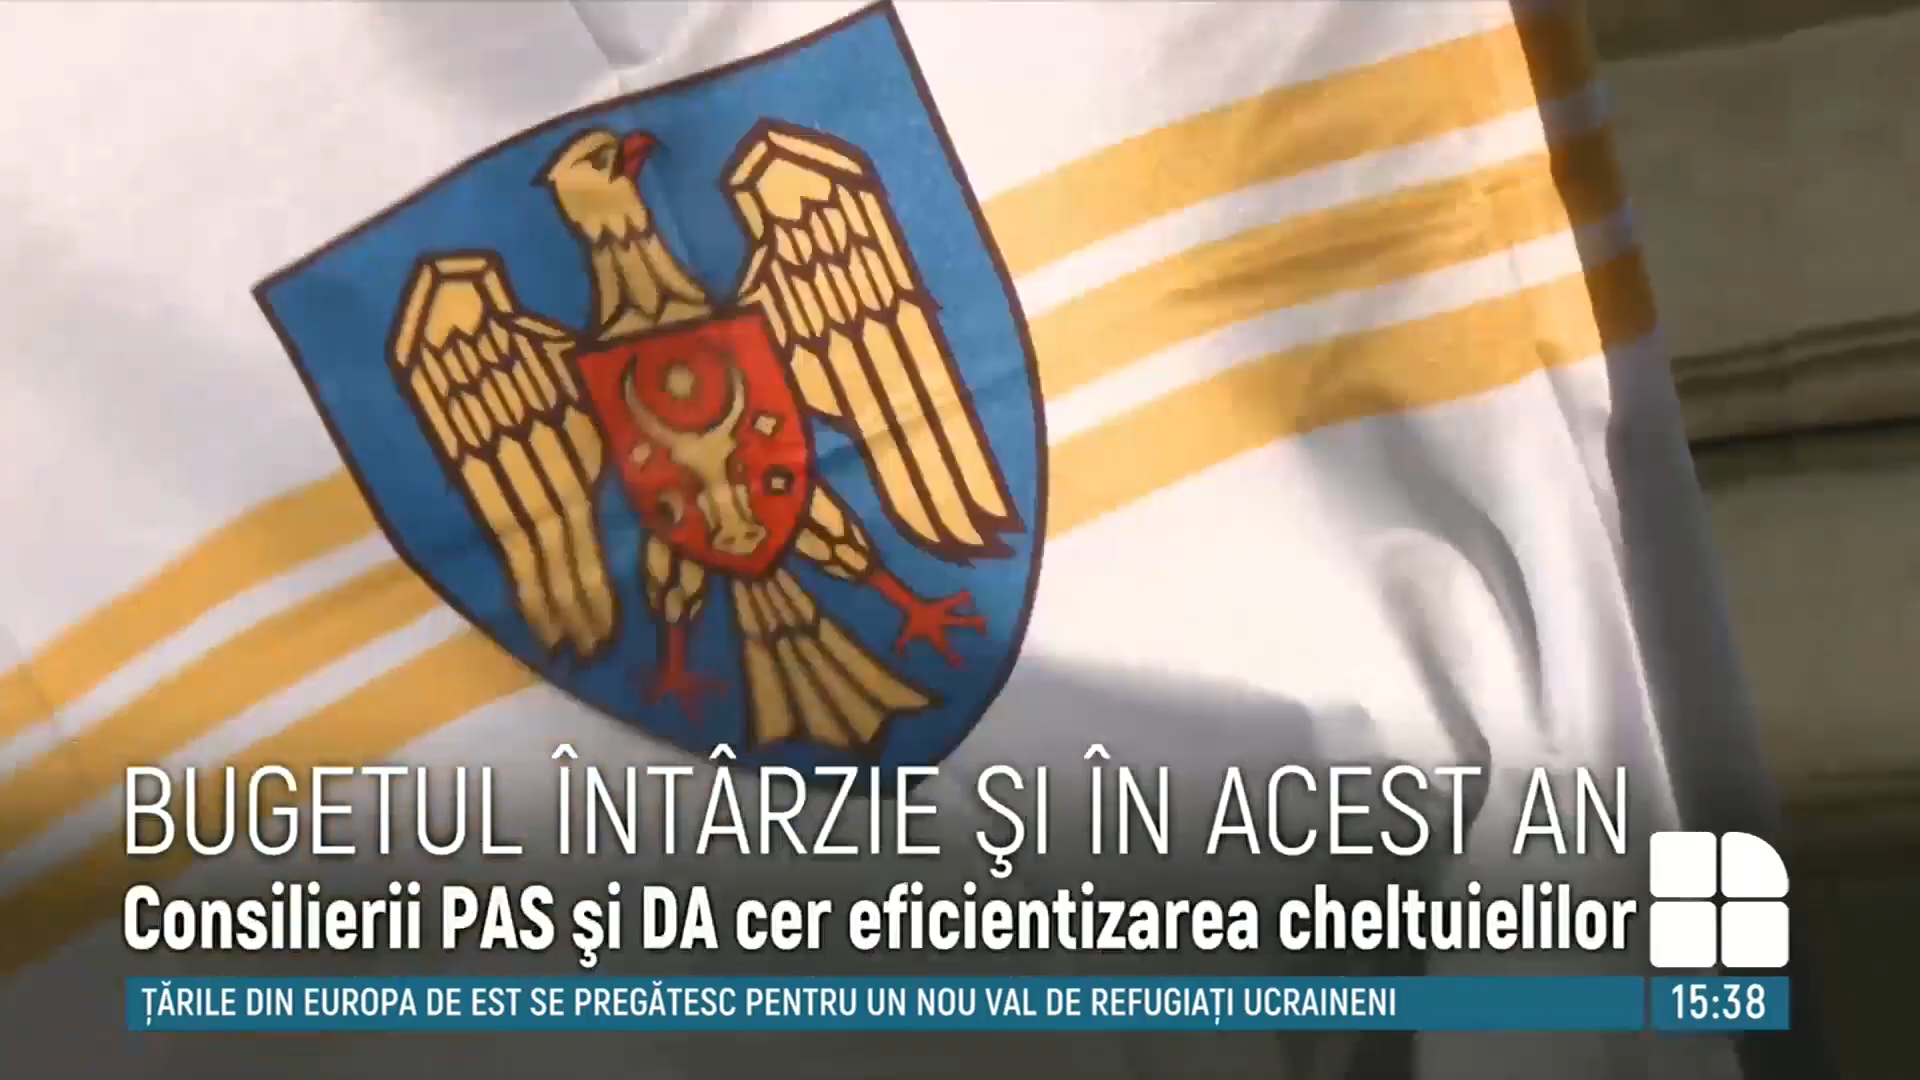 BUGETUL ÎNTÂRZIE ŞI ÎN ACEST AN
Consilierii PAS şi DA cer eficientizarea cheltuielilor
ȚĂRILE DIN EUROPA DE EST SE PREGĂTESC PENTRU UN NOU VAL DE REFUGIAȚI UCRAINENI
15:38